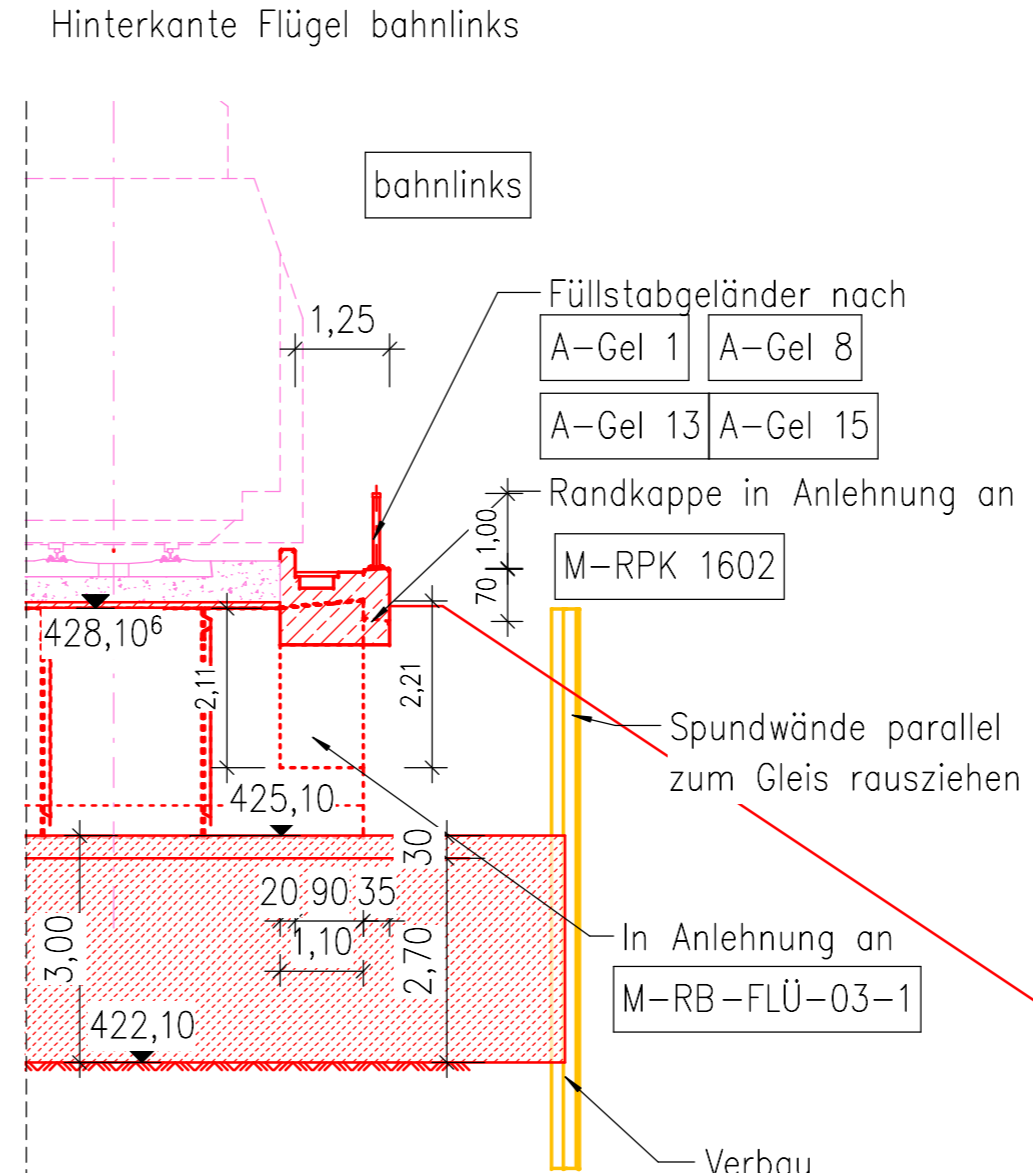 Hinterkante Flügel bahnlinks
bahnlinks
1,25
Füllstabgeländer nach
A-Gel 1 A-Gel 8
A-Gel 13 A-Gel 15
1,00
Randkappe in Anlehnung an
M-RPK 1602
70
428,10⁶
2,11
2,21
Spundwände parallel
zum Gleis rausziehen
425,10
30
20 90 35
1,10
3,00
2,70
In Anlehnung an
M-RB-FLÜ-03-1
422,10
Verbau